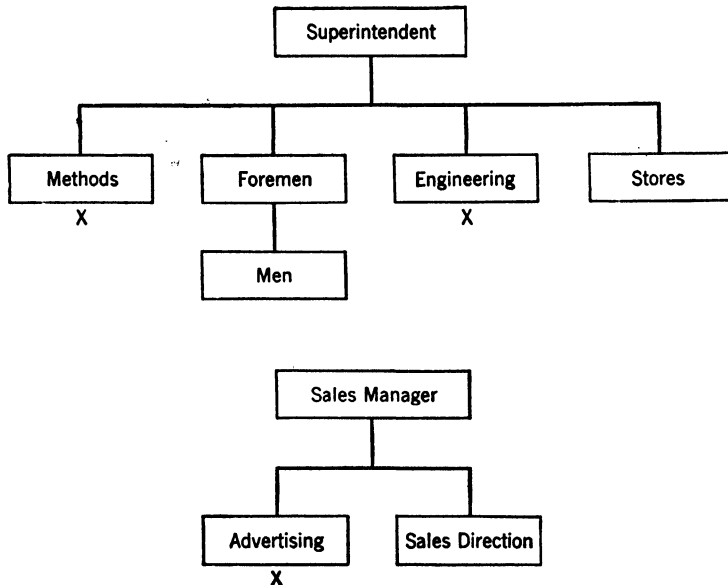 Superintendent
Methods Foremen Engineering Stores
X X
Men
Sales Manager
Advertising Sales Direction
X